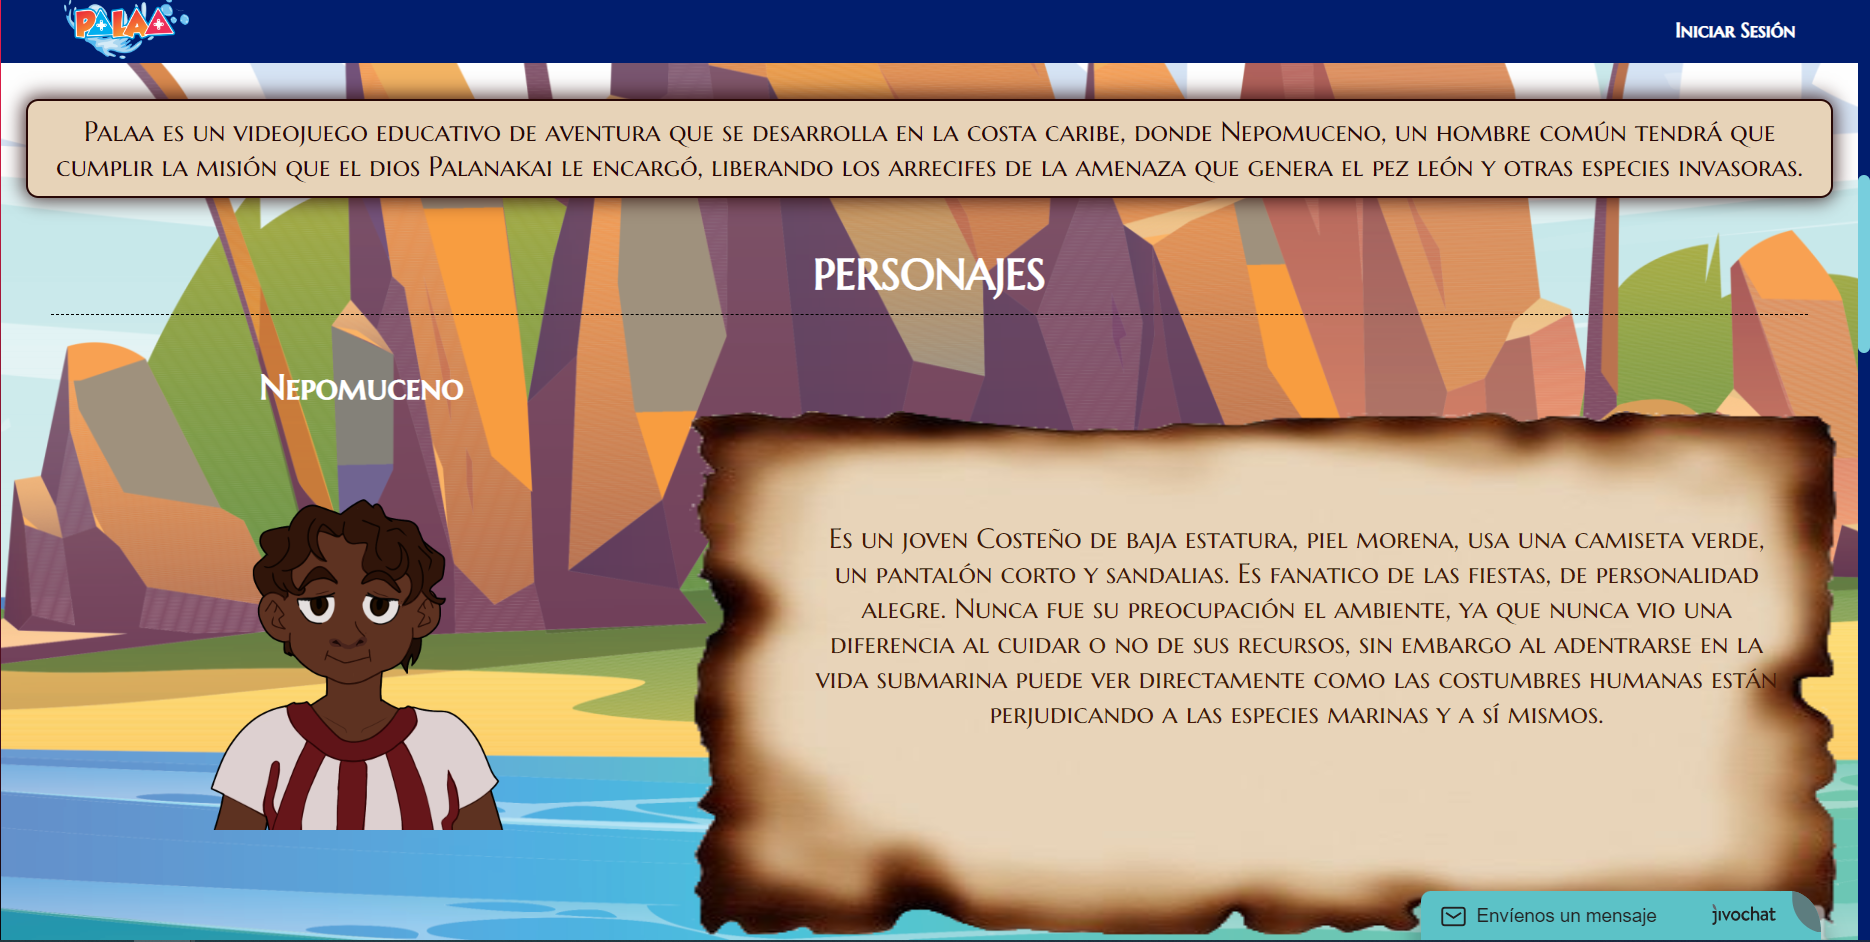 PALAA
Iniciar Sesión
Palaa es un videojuego educativo de aventura que se desarrolla en la costa caribe, donde Nepomuceno, un hombre común tendrá que
cumplir la misión que el dios Palanakai le encargó, liberando los arrecifes de la amenaza que genera el pez león y otras especies invasoras.
PERSONAJES
Nepomuceno
Es un joven Costeño de baja estatura, piel morena, usa una camiseta verde,
un pantalón corto y sandalias. Es fanatico de las fiestas, de personalidad
alegre. Nunca fue su preocupación el ambiente, ya que nunca vio una
diferencia al cuidar o no de sus recursos, sin embargo al adentrarse en la
vida submarina puede ver directamente como las costumbres humanas están
perjudicando a las especies marinas y a sí mismos.
Envíenos un mensaje jivochat